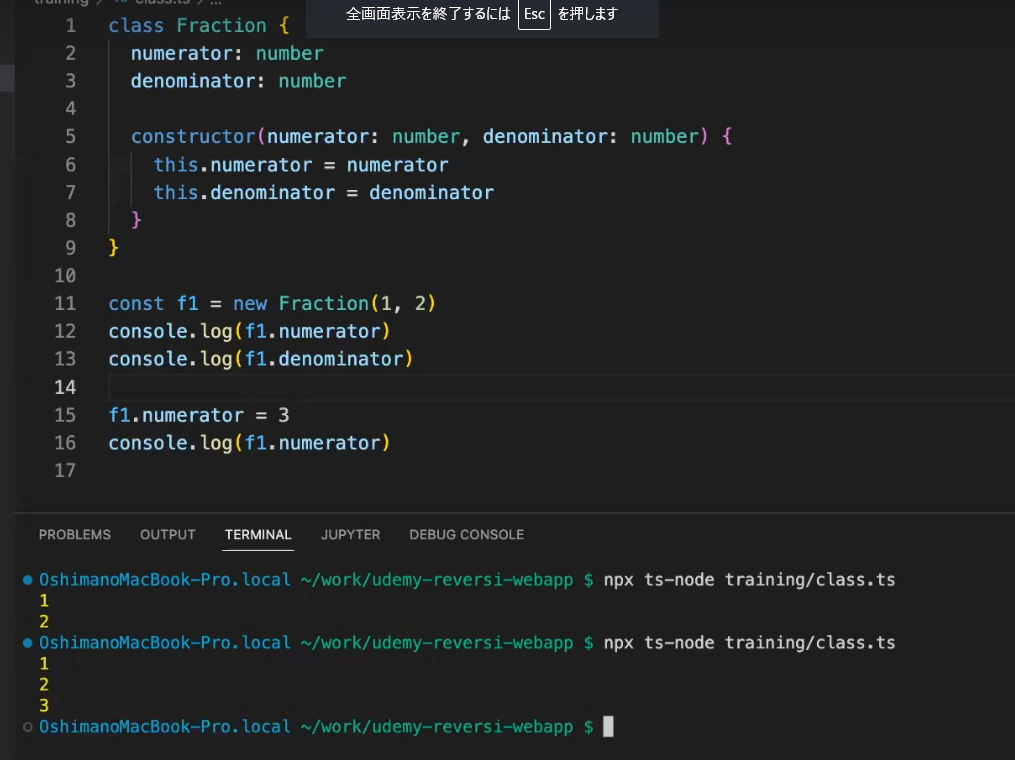 training > class.ts > ...
全画面表示を終了するには Esc を押します
1 class Fraction {
2 numerator: number
3 denominator: number
4
5 constructor(numerator: number, denominator: number) {
6 this.numerator = numerator
7 this.denominator = denominator
8 }
9 }
10
11 const f1 = new Fraction(1, 2)
12 console.log(f1.numerator)
13 console.log(f1.denominator)
14
15 f1.numerator = 3
16 console.log(f1.numerator)
17
PROBLEMS OUTPUT TERMINAL JUPYTER DEBUG CONSOLE
OshimanoMacBook-Pro.local ~/work/udemy-reversi-webapp $ npx ts-node training/class.ts
1
2
OshimanoMacBook-Pro.local ~/work/udemy-reversi-webapp $ npx ts-node training/class.ts
1
2
3
OshimanoMacBook-Pro.local ~/work/udemy-reversi-webapp $